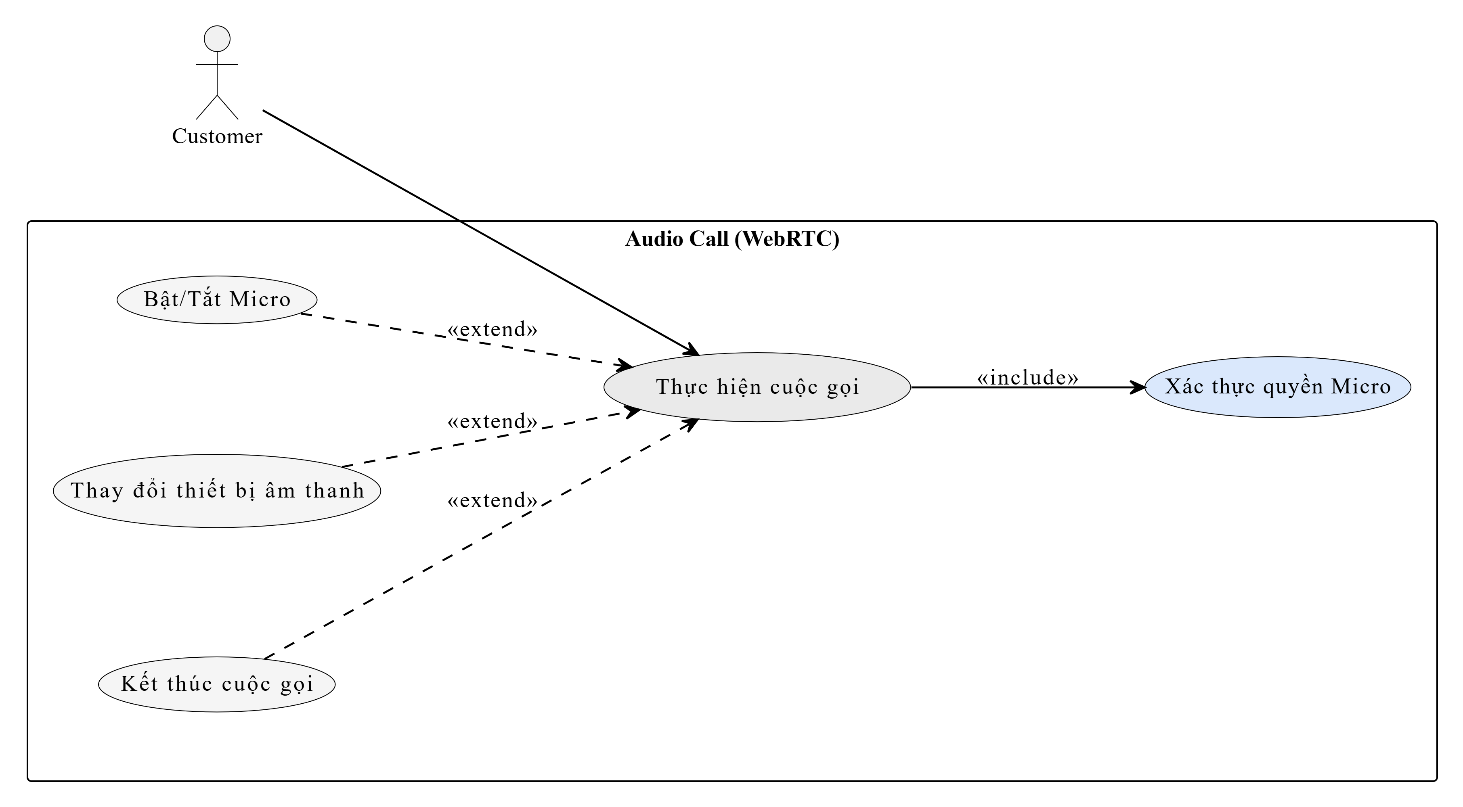 Customer
Audio Call (WebRTC)
Bật/Tắt Micro
«extend»
Thực hiện cuộc gọi
«include»
Xác thực quyền Micro
«extend»
Thay đổi thiết bị âm thanh
«extend»
Kết thúc cuộc gọi